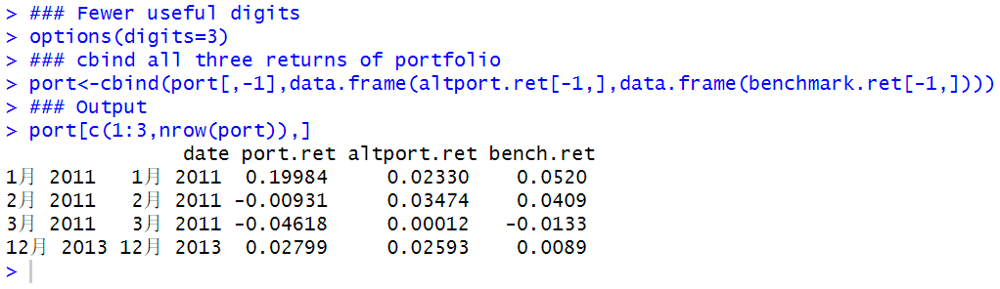 > ### Fewer useful digits
> options(digits=3)
> ### cbind all three returns of portfolio
> port<-cbind(port[,-1],data.frame(altport.ret[-1,],data.frame(benchmark.ret[-1,])))
> ### Output
> port[c(1:3,nrow(port)),]
date port.ret altport.ret bench.ret
1月 2011 1月 2011 0.19984 0.02330 0.0520
2月 2011 2月 2011 -0.00931 0.03474 0.0409
3月 2011 3月 2011 -0.04618 0.00012 -0.0133
12月 2013 12月 2013 0.02799 0.02593 0.0089
>